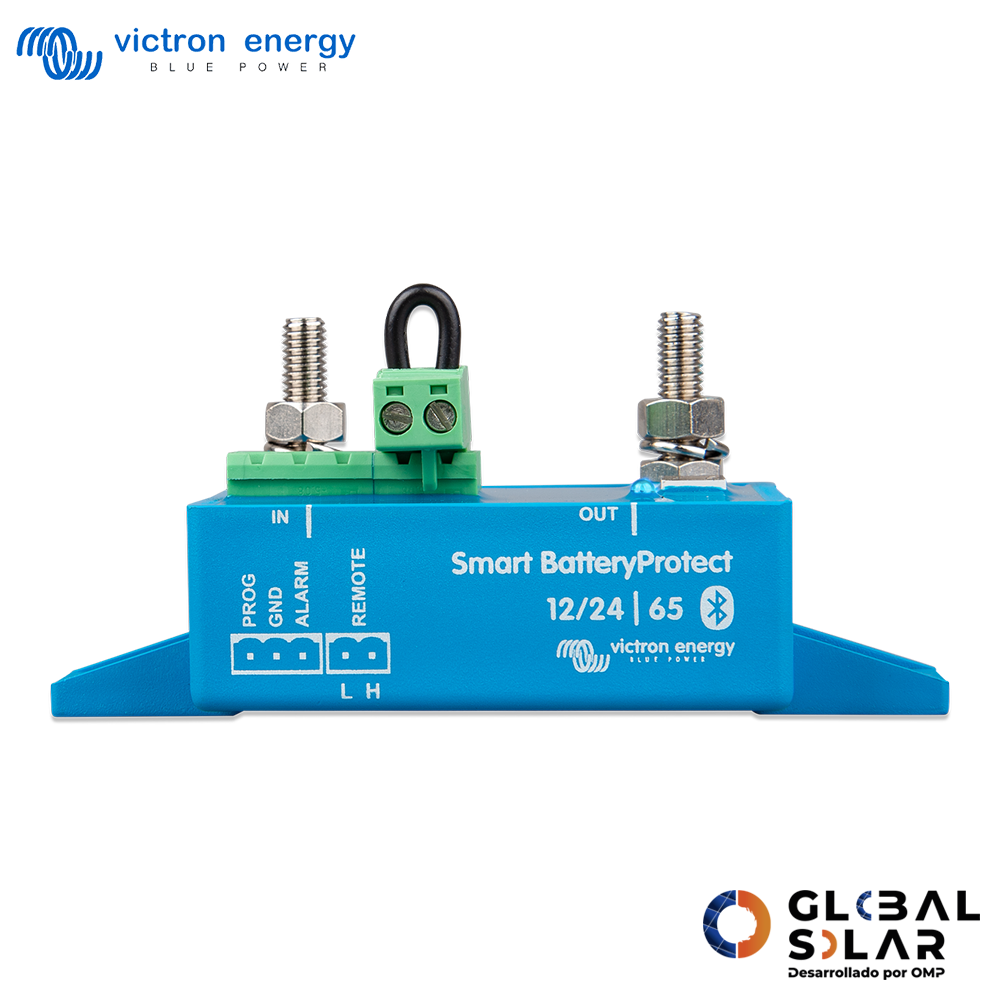 victron energy
BLUE POWER
IN
OUT
PROG
GND
ALARM
REMOTE
L H
Smart BatteryProtect
12/24 | 65
victron energy
BLUE POWER
GLOBAL
SOLAR
Desarrollado por OMP